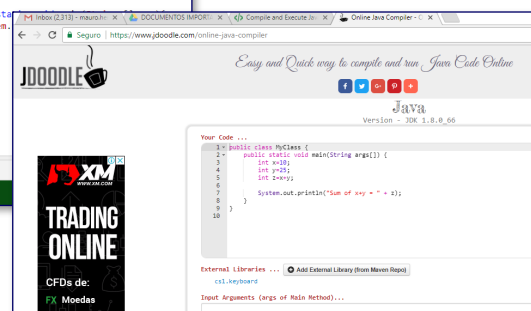 Inbox (2,313) – mauro.he
DOCUMENTOS IMPORTA
Compile and Execute Jav
Online Java Compiler - C
Seguro | https://www.jdoodle.com/online-java-compiler
JDOODLE
Easy and Quick way to compile and run Java Code Online
Java
Version - JDK 1.8.0_66
Your Code ...
1 public class MyClass {
2 public static void main(String args[]) {
3 int x=10;
4 int y=25;
5 int z=x+y;
6
7 System.out.println("Sum of x+y = " + z);
8 }
9 }
10
XM
WWW.XM.COM
TRADING
ONLINE
CFDs de:
FX Moedas
External Libraries ... Add External Library (from Maven Repo)
csl.keyboard
Input Arguments (args of Main Method)...